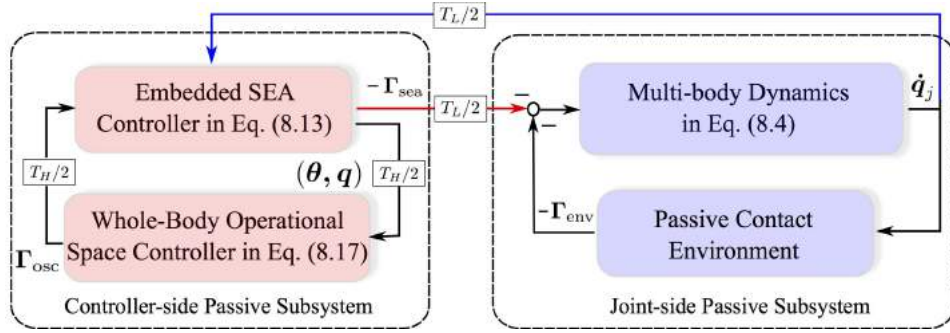 T_L/2
Embedded SEA
Controller in Eq. (8.13)
-Γ_sea
T_L/2
Multi-body Dynamics
in Eq. (8.4)
q̇_j
T_H/2
(θ, q)
T_H/2
Whole-Body Operational
Space Controller in Eq. (8.17)
Γ_osc
-Γ_env
Passive Contact
Environment
Controller-side Passive Subsystem
Joint-side Passive Subsystem